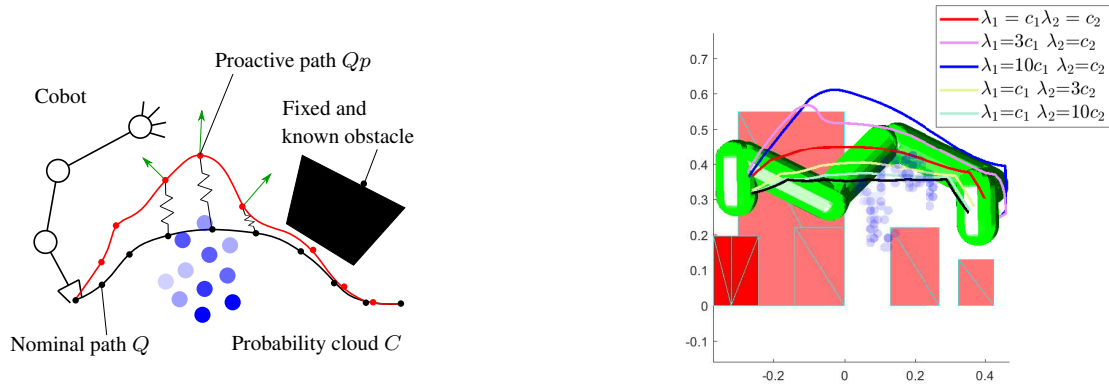 Proactive path Qp
Cobot
Fixed and
known obstacle
Nominal path Q
Probability cloud C
λ₁ = c₁λ₂ = c₂
λ₁=3c₁ λ₂=c₂
λ₁=10c₁ λ₂=c₂
λ₁=c₁ λ₂=3c₂
λ₁=c₁ λ₂=10c₂
0.7
0.6
0.5
0.4
0.3
0.2
0.1
0
-0.1
-0.2 0 0.2 0.4